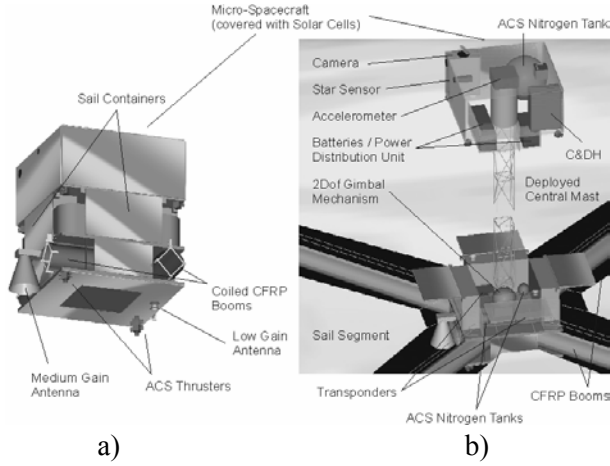 Micro-Spacecraft
(covered with Solar Cells)
ACS Nitrogen Tank
Camera
Star Sensor
Accelerometer
Batteries / Power
Distribution Unit
C&DH
2Dof Gimbal
Mechanism
Deployed
Central Mast
Sail Containers
Coiled CFRP
Booms
Low Gain
Antenna
Medium Gain
Antenna
ACS Thrusters
Sail Segment
Transponders
ACS Nitrogen Tanks
CFRP Booms
a)
b)